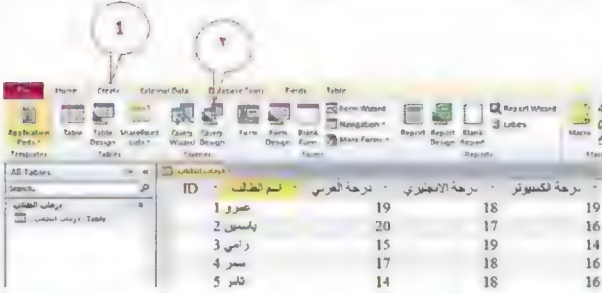 1 ٢
File Home Create External Data Database Tools Fields Table
Application Parts Table Table Design SharePoint Lists Query Wizard Query Design Form Form Design Blank Form Form Wizard Navigation More Forms Report Report Design Blank Report Report Wizard Labels Macro
Templates Tables Queries Forms Reports
All Tables
Search...
درجات الطلاب
درجات الطلاب : Table
ID اسم الطالب درجة العربي درجة الانجليزي درجة الكمبيوتر
1 عمرو 19 18 19
2 ياسمين 20 17 16
3 رامي 15 19 14
4 سمر 17 18 16
5 تامر 14 18 16